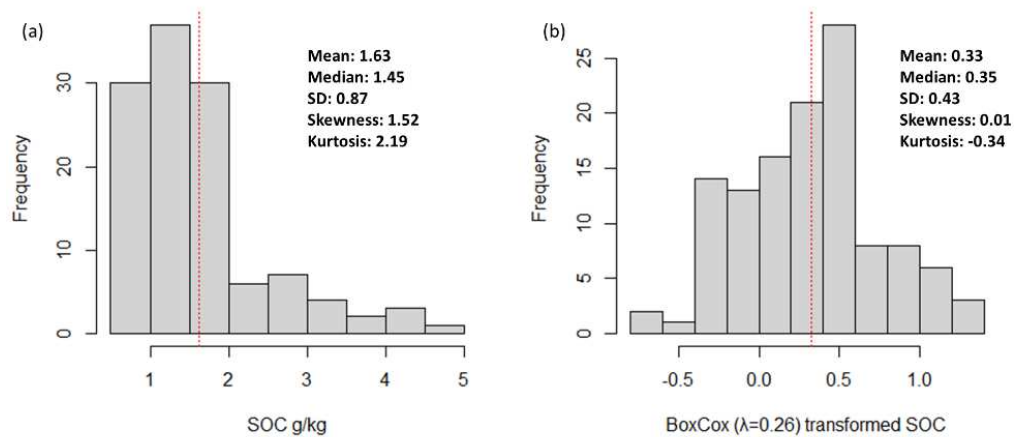 (a)
Mean: 1.63
Median: 1.45
SD: 0.87
Skewness: 1.52
Kurtosis: 2.19
Frequency
0
10
20
30
1 2 3 4 5
SOC g/kg
(b)
Mean: 0.33
Median: 0.35
SD: 0.43
Skewness: 0.01
Kurtosis: -0.34
Frequency
0
5
10
15
20
25
-0.5 0.0 0.5 1.0
BoxCox (λ=0.26) transformed SOC